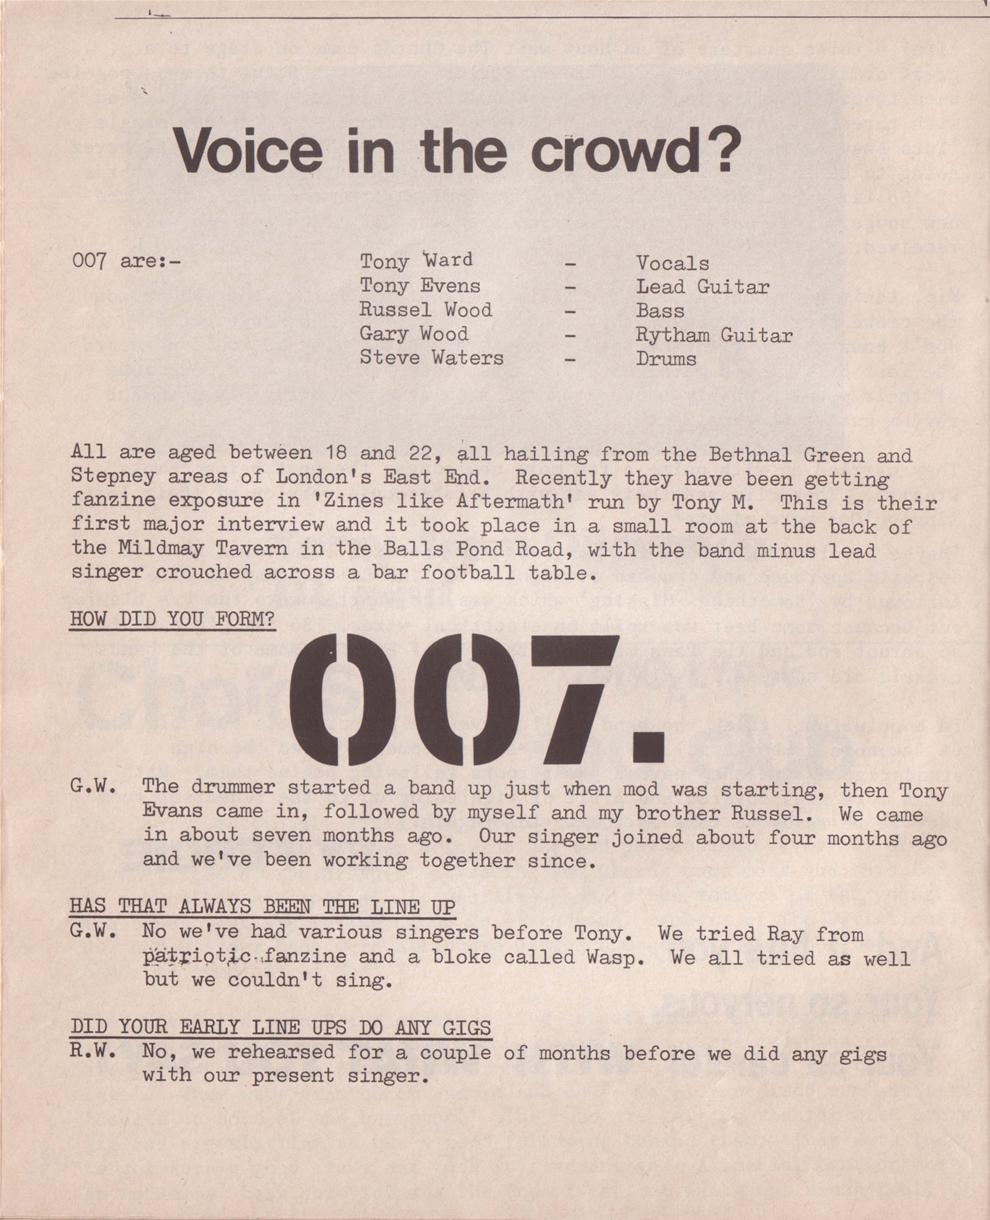 Voice in the crowd?
007 are:-
Tony Ward - Vocals
Tony Evens - Lead Guitar
Russel Wood - Bass
Gary Wood - Rytham Guitar
Steve Waters - Drums
All are aged between 18 and 22, all hailing from the Bethnal Green and
Stepney areas of London's East End. Recently they have been getting
fanzine exposure in 'Zines like Aftermath' run by Tony M. This is their
first major interview and it took place in a small room at the back of
the Mildmay Tavern in the Balls Pond Road, with the band minus lead
singer crouched across a bar football table.
HOW DID YOU FORM?
007.
G.W. The drummer started a band up just when mod was starting, then Tony
Evans came in, followed by myself and my brother Russel. We came
in about seven months ago. Our singer joined about four months ago
and we've been working together since.
HAS THAT ALWAYS BEEN THE LINE UP
G.W. No we've had various singers before Tony. We tried Ray from
patriotic fanzine and a bloke called Wasp. We all tried as well
but we couldn't sing.
DID YOUR EARLY LINE UPS DO ANY GIGS
R.W. No, we rehearsed for a couple of months before we did any gigs
with our present singer.